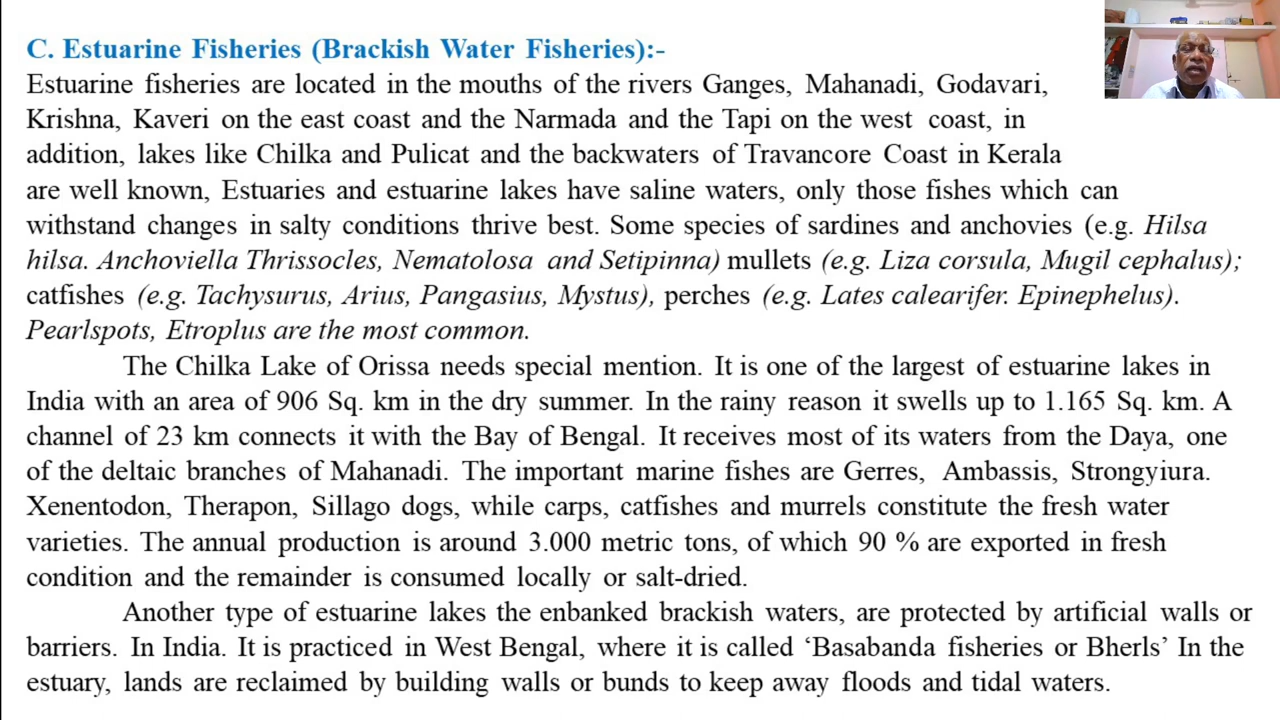 C. Estuarine Fisheries (Brackish Water Fisheries):-
Estuarine fisheries are located in the mouths of the rivers Ganges, Mahanadi, Godavari,
Krishna, Kaveri on the east coast and the Narmada and the Tapi on the west coast, in
addition, lakes like Chilka and Pulicat and the backwaters of Travancore Coast in Kerala
are well known, Estuaries and estuarine lakes have saline waters, only those fishes which can
withstand changes in salty conditions thrive best. Some species of sardines and anchovies (e.g. Hilsa
hilsa. Anchoviella Thrissocles, Nematolosa and Setipinna) mullets (e.g. Liza corsula, Mugil cephalus);
catfishes (e.g. Tachysurus, Arius, Pangasius, Mystus), perches (e.g. Lates calearifer. Epinephelus).
Pearlspots, Etroplus are the most common.
The Chilka Lake of Orissa needs special mention. It is one of the largest of estuarine lakes in
India with an area of 906 Sq. km in the dry summer. In the rainy reason it swells up to 1.165 Sq. km. A
channel of 23 km connects it with the Bay of Bengal. It receives most of its waters from the Daya, one
of the deltaic branches of Mahanadi. The important marine fishes are Gerres, Ambassis, Strongyiura.
Xenentodon, Therapon, Sillago dogs, while carps, catfishes and murrels constitute the fresh water
varieties. The annual production is around 3.000 metric tons, of which 90 % are exported in fresh
condition and the remainder is consumed locally or salt-dried.
Another type of estuarine lakes the enbanked brackish waters, are protected by artificial walls or
barriers. In India. It is practiced in West Bengal, where it is called ‘Basabanda fisheries or Bherls’ In the
estuary, lands are reclaimed by building walls or bunds to keep away floods and tidal waters.